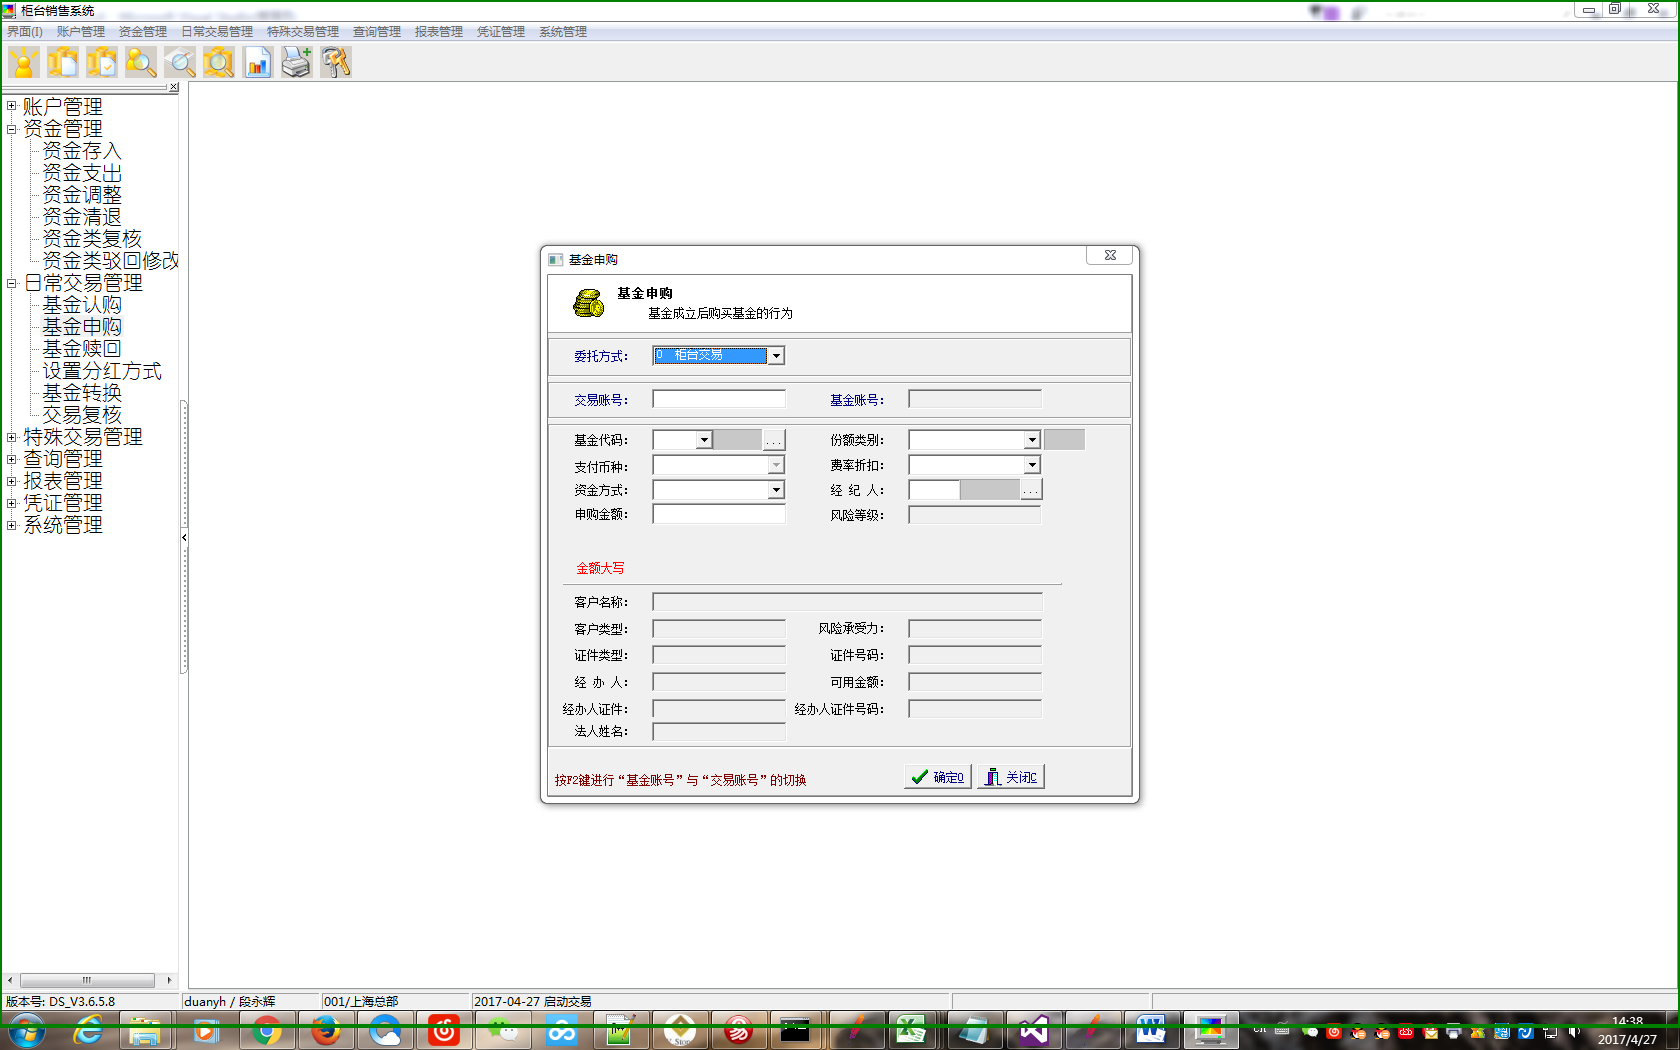 柜台销售系统
界面(I) 账户管理 资金管理 日常交易管理 特殊交易管理 查询管理 报表管理 凭证管理 系统管理
账户管理
资金管理
资金存入
资金支出
资金调整
资金清退
资金类复核
资金类驳回修改
日常交易管理
基金认购
基金申购
基金赎回
设置分红方式
基金转换
交易复核
特殊交易管理
查询管理
报表管理
凭证管理
系统管理
基金申购
基金申购
基金成立后购买基金的行为
委托方式: 0 柜台交易
交易账号: 基金账号:
基金代码: ... 份额类别:
支付币种: 费率折扣:
资金方式: 经 纪 人: ...
申购金额: 风险等级:
金额大写
客户名称:
客户类型: 风险承受力:
证件类型: 证件号码:
经 办 人: 可用金额:
经办人证件: 经办人证件号码:
法人姓名:
按F2键进行“基金账号”与“交易账号”的切换
确定O 关闭C
版本号: DS_V3.6.5.8 duanyh / 段永辉 001/上海总部 2017-04-27 启动交易
14:38
2017/4/27